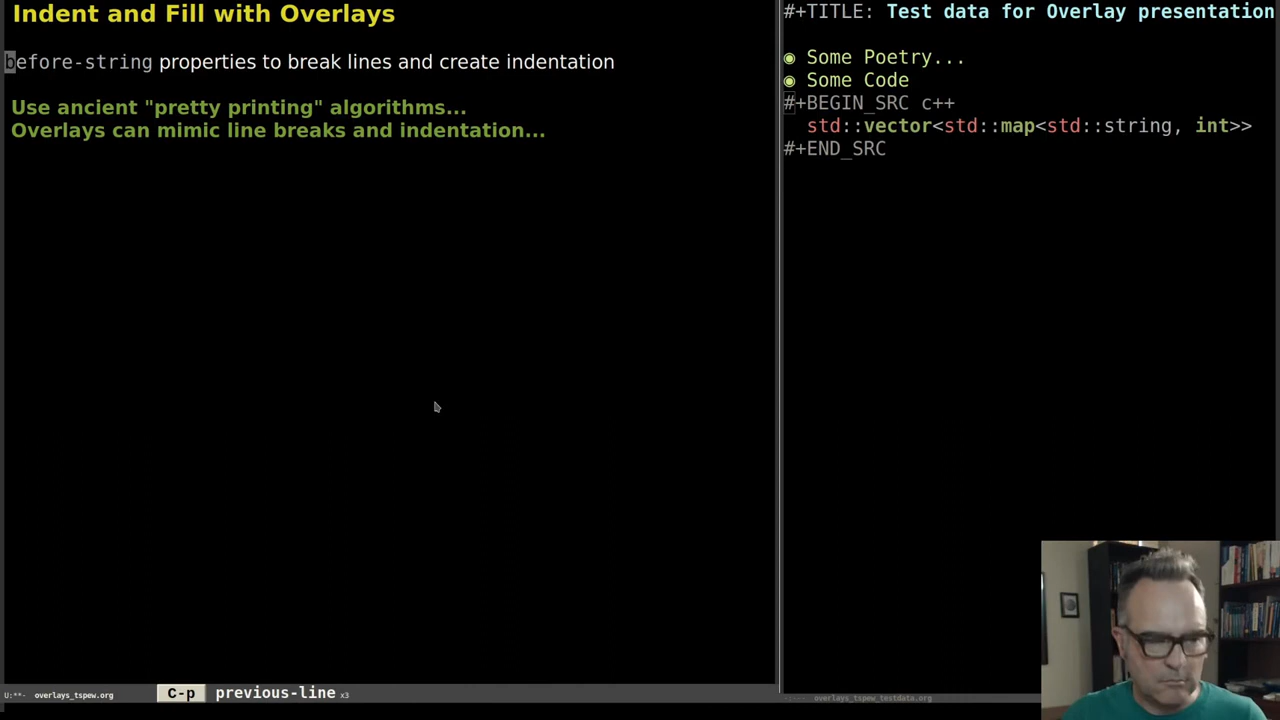 Indent and Fill with Overlays
before-string properties to break lines and create indentation
Use ancient "pretty printing" algorithms...
Overlays can mimic line breaks and indentation...
U:**- overlays_tspew.org C-p previous-line x3
#+TITLE: Test data for Overlay presentation
◉ Some Poetry...
◉ Some Code
#+BEGIN_SRC c++
std::vector<std::map<std::string, int>>
#+END_SRC
-:--- overlays_tspew_testdata.org